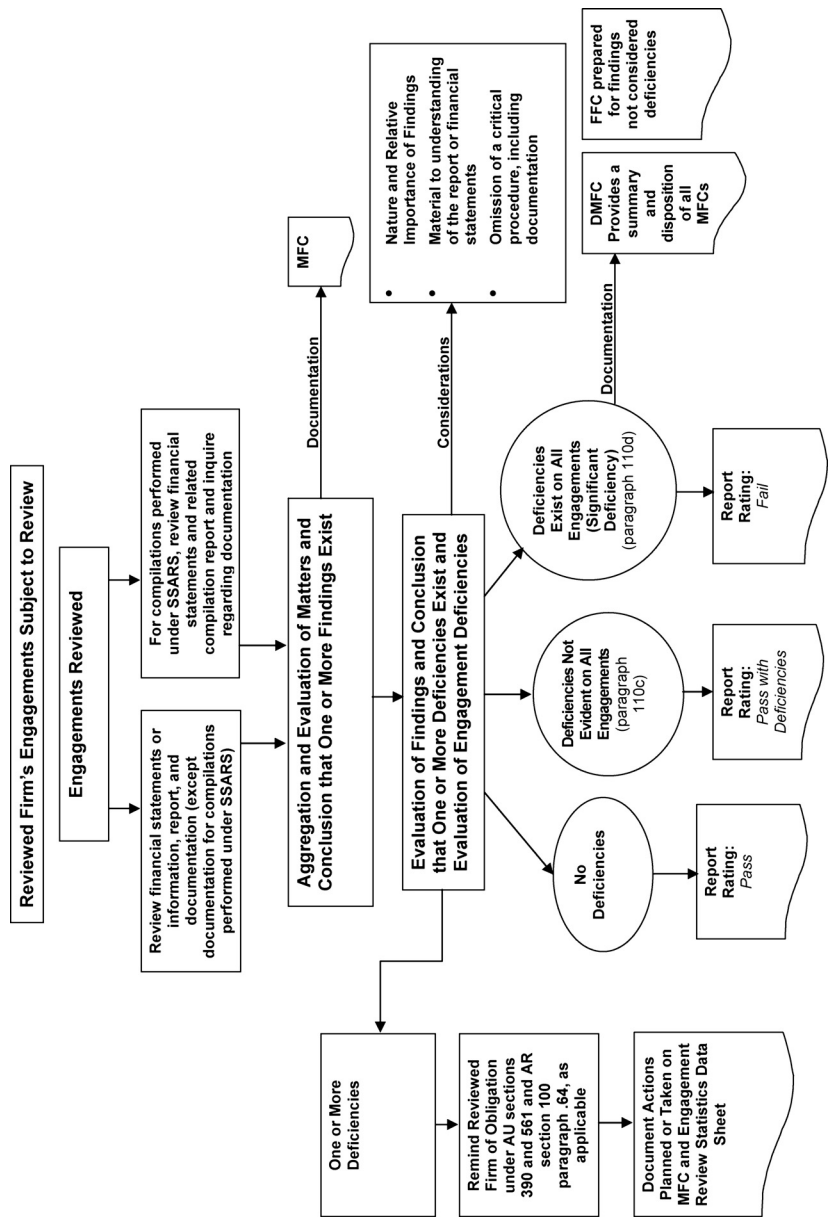 Reviewed Firm's Engagements Subject to Review
Engagements Reviewed
Review financial statements or
information, report, and
documentation (except
documentation for compilations
performed under SSARS)
For compilations performed
under SSARS, review financial
statements and related
compilation report and inquire
regarding documentation
Aggregation and Evaluation of Matters and
Conclusion that One or More Findings Exist
Documentation
MFC
Evaluation of Findings and Conclusion
that One or More Deficiencies Exist and
Evaluation of Engagement Deficiencies
Considerations
• Nature and Relative
Importance of Findings
• Material to understanding
of the report or financial
statements
• Omission of a critical
procedure, including
documentation
One or More
Deficiencies
Remind Reviewed
Firm of Obligation
under AU sections
390 and 561 and AR
section 100
paragraph .64, as
applicable
Document Actions
Planned or Taken on
MFC and Engagement
Review Statistics Data
Sheet
No
Deficiencies
Report
Rating:
Pass
Deficiencies Not
Evident on All
Engagements
(paragraph
110c)
Report
Rating:
Pass with
Deficiencies
Deficiencies
Exist on All
Engagements
(Significant
Deficiency)
(paragraph 110d)
Report
Rating:
Fail
Documentation
DMFC
Provides a
summary
and
disposition
of all
MFCs
FFC prepared
for findings
not considered
deficiencies